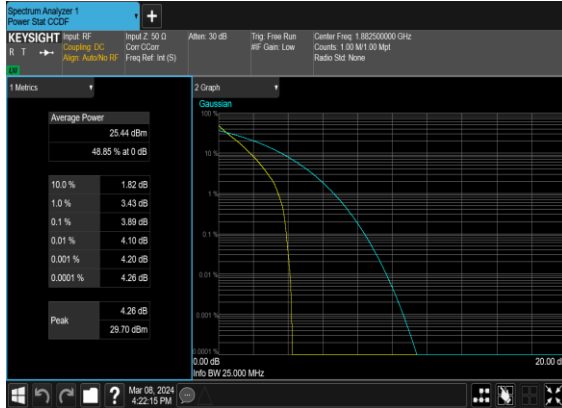 Spectrum Analyzer 1
Power Stat CCDF
KEYSIGHT
R T
LXI
Input: RF
Coupling: DC
Align: Auto/No RF
Input Z: 50 Ω
Corr CCorr
Freq Ref: Int (S)
Atten: 30 dB
Trig: Free Run
#IF Gain: Low
Center Freq: 1.882500000 GHz
Counts: 1.00 M/1.00 Mpt
Radio Std: None
1 Metrics
Average Power
25.44 dBm
48.85 % at 0 dB
10.0 % 1.82 dB
1.0 % 3.43 dB
0.1 % 3.89 dB
0.01 % 4.10 dB
0.001 % 4.20 dB
0.0001 % 4.26 dB
Peak
4.26 dB
29.70 dBm
2 Graph
Gaussian
100 %
10 %
1 %
0.1 %
0.01 %
0.001 %
0.0001 %
0.00 dB
20.00 d
Info BW 25.000 MHz
?
Mar 08, 2024
4:22:15 PM